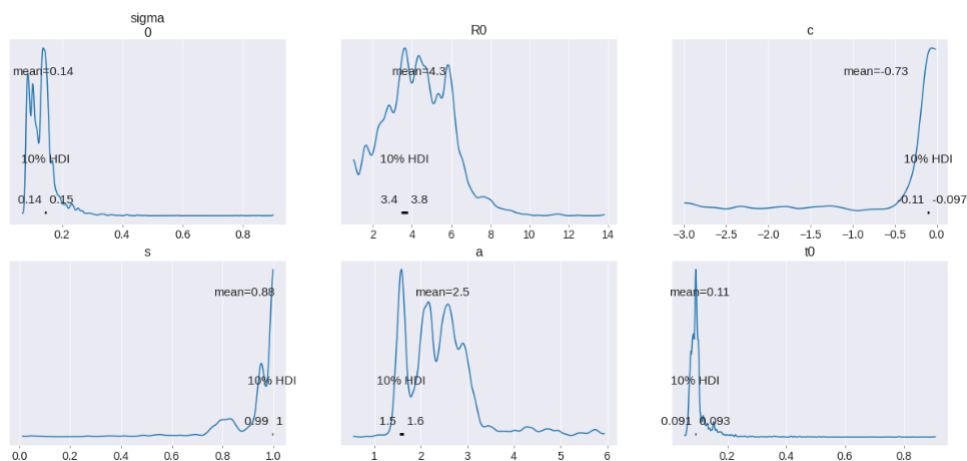 sigma
0
R0
c
mean=0.14
mean=4.3
mean=-0.73
10% HDI
10% HDI
10% HDI
0.14 0.15
3.4 3.8
-0.11 -0.097
0.2 0.4 0.6 0.8
2 4 6 8 10 12 14
−3.0 −2.5 −2.0 −1.5 −1.0 −0.5 0.0
s
a
t0
mean=0.88
mean=2.5
mean=0.11
10% HDI
10% HDI
10% HDI
0.99 1
1.5 1.6
0.091 0.093
0.0 0.2 0.4 0.6 0.8 1.0
1 2 3 4 5 6
0.2 0.4 0.6 0.8